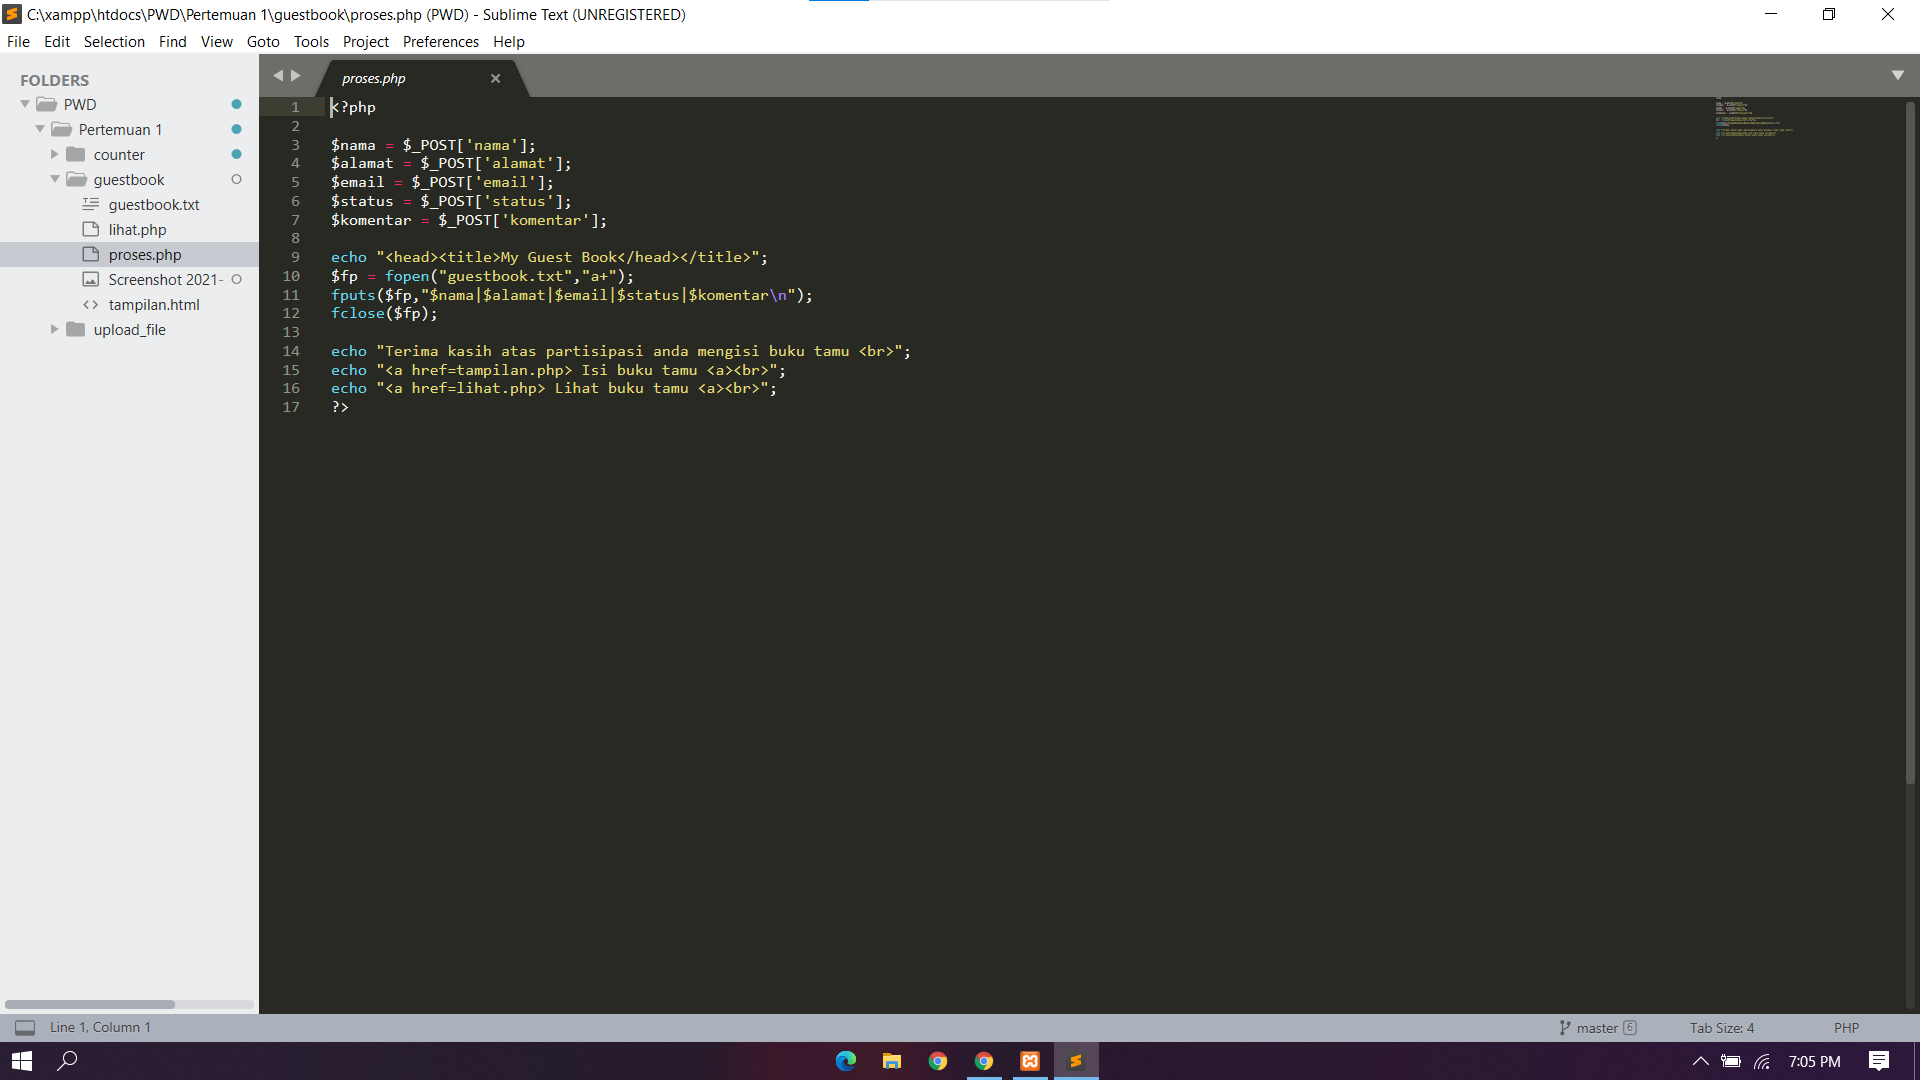 C:\xampp\htdocs\PWD\Pertemuan 1\guestbook\proses.php (PWD) - Sublime Text (UNREGISTERED)
File Edit Selection Find View Goto Tools Project Preferences Help
FOLDERS
PWD
Pertemuan 1
counter
guestbook
guestbook.txt
lihat.php
proses.php
Screenshot 2021-
tampilan.html
upload_file
proses.php
1 <?php
2
3 $nama = $_POST['nama'];
4 $alamat = $_POST['alamat'];
5 $email = $_POST['email'];
6 $status = $_POST['status'];
7 $komentar = $_POST['komentar'];
8
9 echo "<head><title>My Guest Book</head></title>";
10 $fp = fopen("guestbook.txt","a+");
11 fputs($fp,"$nama|$alamat|$email|$status|$komentar\n");
12 fclose($fp);
13
14 echo "Terima kasih atas partisipasi anda mengisi buku tamu <br>";
15 echo "<a href=tampilan.php> Isi buku tamu <a><br>";
16 echo "<a href=lihat.php> Lihat buku tamu <a><br>";
17 ?>
Line 1, Column 1
master 6
Tab Size: 4
PHP
7:05 PM